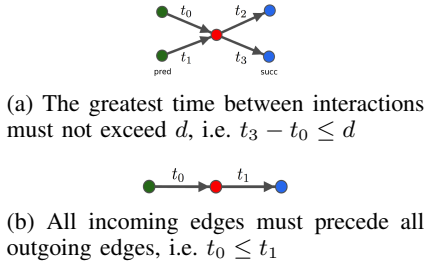 t₀ t₂
t₁ t₃
pred succ
(a) The greatest time between interactions
must not exceed d, i.e. t₃ − t₀ ≤ d
t₀ t₁
(b) All incoming edges must precede all
outgoing edges, i.e. t₀ ≤ t₁